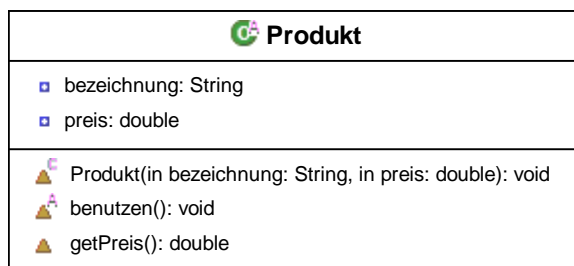 Produkt
bezeichnung: String
preis: double
Produkt(in bezeichnung: String, in preis: double): void
benutzen(): void
getPreis(): double